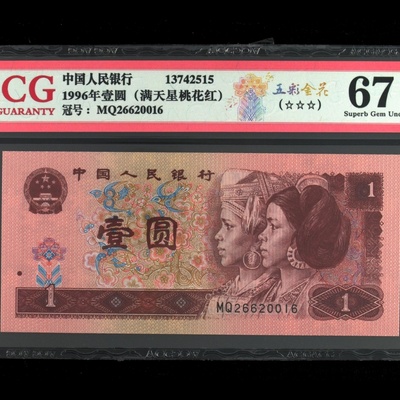 CG
GUARANTY
中国人民银行 13742515
1996年壹圆（满天星桃花红）
冠号：MQ26620016
五彩金花
(☆☆☆)
67
Superb Gem Unc
中国人民银行
1
壹圆
1
1
MQ26620016